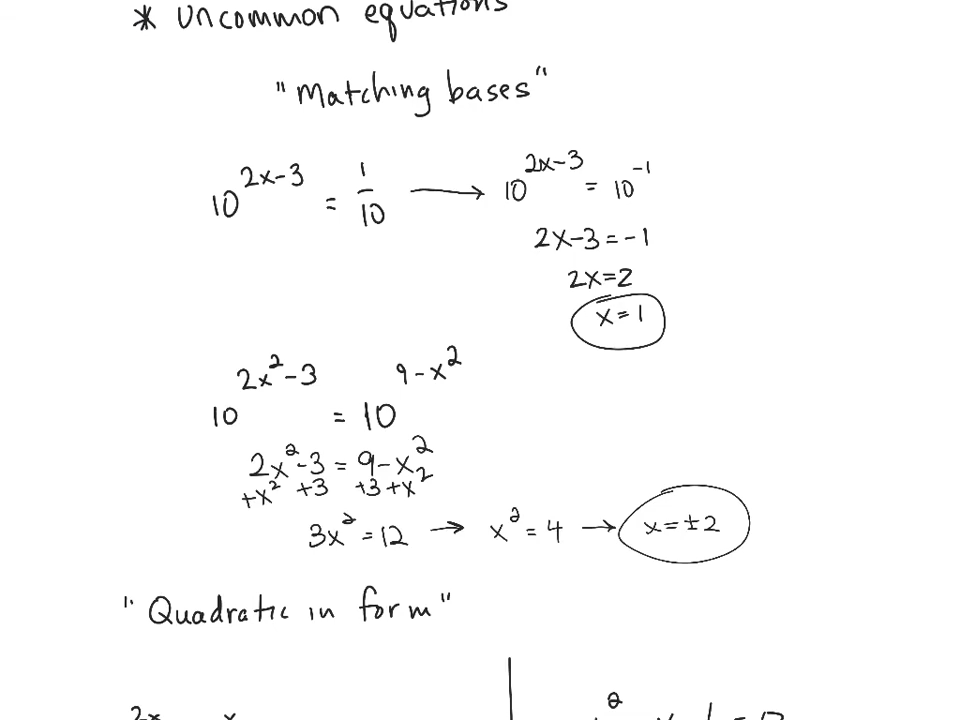 * uncommon equations
"Matching bases"
10^(2x-3) = 1/10 → 10^(2x-3) = 10^(-1)
2x-3=-1
2x=2
x=1
10^(2x²-3) = 10^(9-x²)
2x²-3=9-x²
+x² +3 +3 +x²
3x²=12 → x²=4 → x=±2
"Quadratic in form"